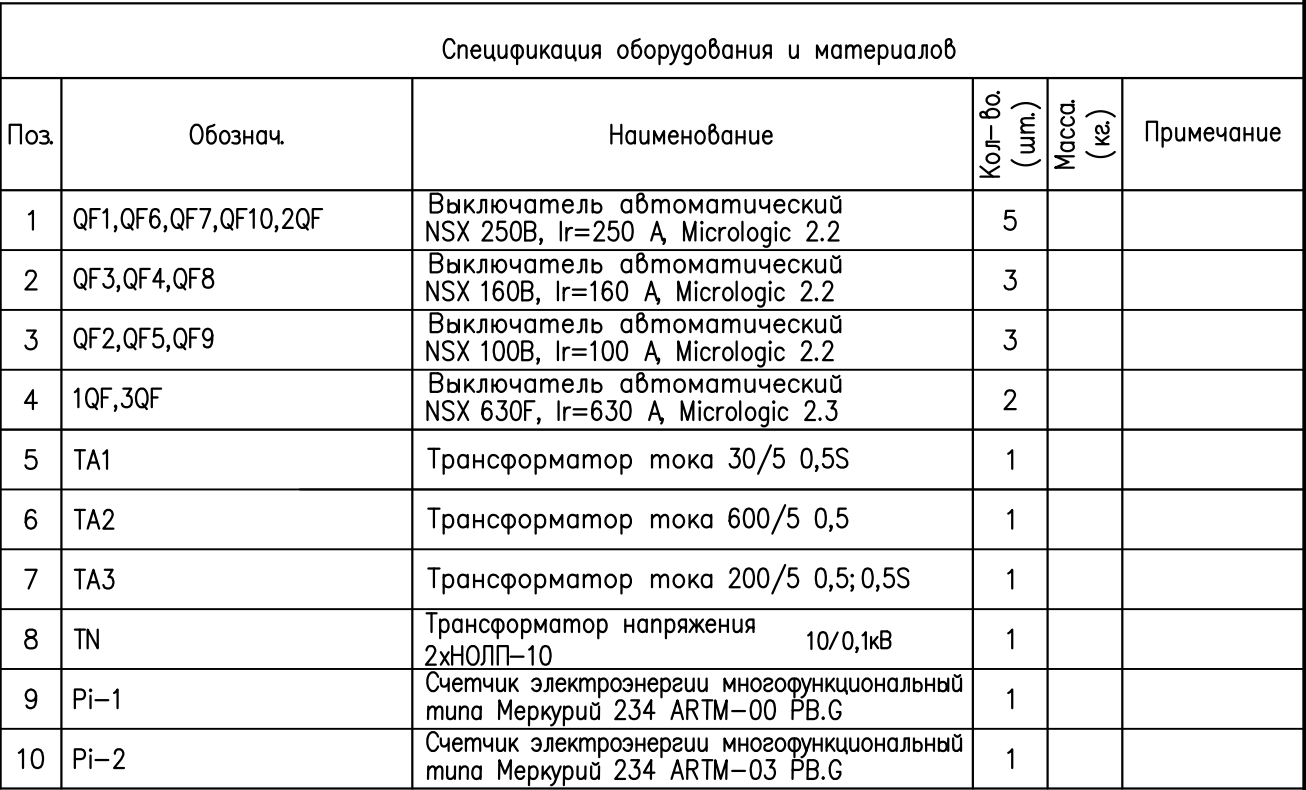 Спецификация оборудования и материалов
Поз. Обознач. Наименование Кол-во. (шт.) Масса. (кг.) Примечание
1 QF1,QF6,QF7,QF10,2QF Выключатель автоматический 5
NSX 250B, Ir=250 А, Micrologic 2.2
2 QF3,QF4,QF8 Выключатель автоматический 3
NSX 160B, Ir=160 А, Micrologic 2.2
3 QF2,QF5,QF9 Выключатель автоматический 3
NSX 100B, Ir=100 А, Micrologic 2.2
4 1QF,3QF Выключатель автоматический 2
NSX 630F, Ir=630 А, Micrologic 2.3
5 TA1 Трансформатор тока 30/5 0,5S 1
6 TA2 Трансформатор тока 600/5 0,5 1
7 TA3 Трансформатор тока 200/5 0,5; 0,5S 1
8 TN Трансформатор напряжения 10/0,1кВ 1
2хНОЛП-10
9 Pi-1 Счетчик электроэнергии многофункциональный 1
типа Меркурий 234 ARTM-00 PB.G
10 Pi-2 Счетчик электроэнергии многофункциональный 1
типа Меркурий 234 ARTM-03 PB.G